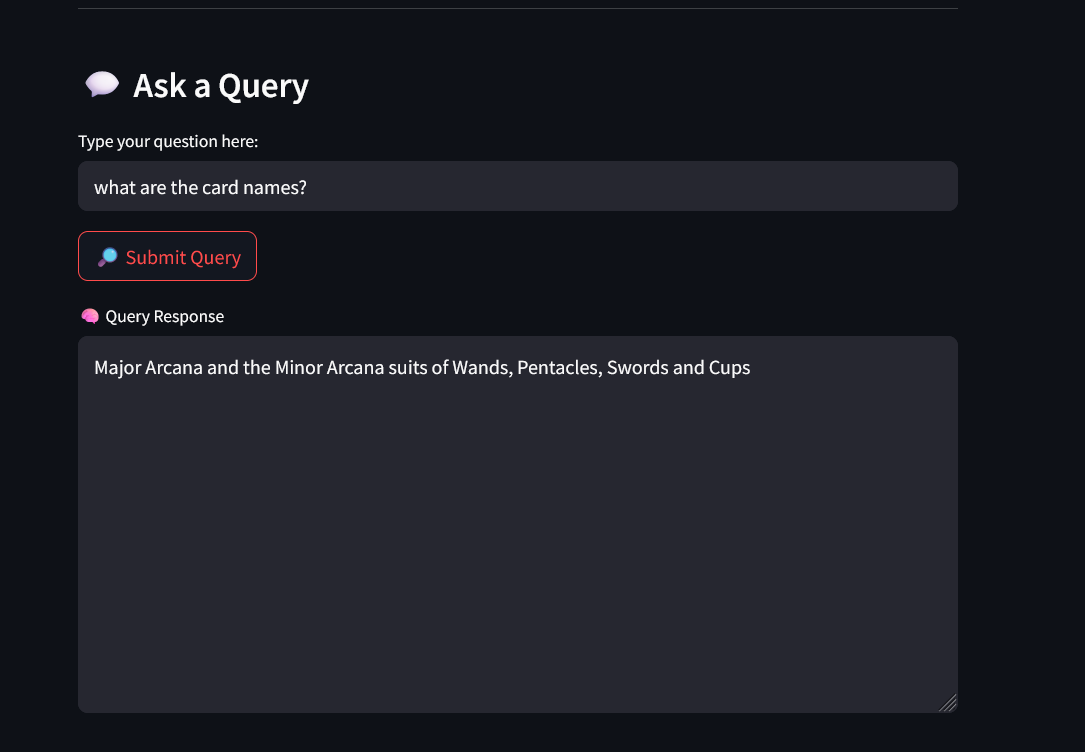 💬 Ask a Query
Type your question here:
what are the card names?
🔎 Submit Query
🧠 Query Response
Major Arcana and the Minor Arcana suits of Wands, Pentacles, Swords and Cups